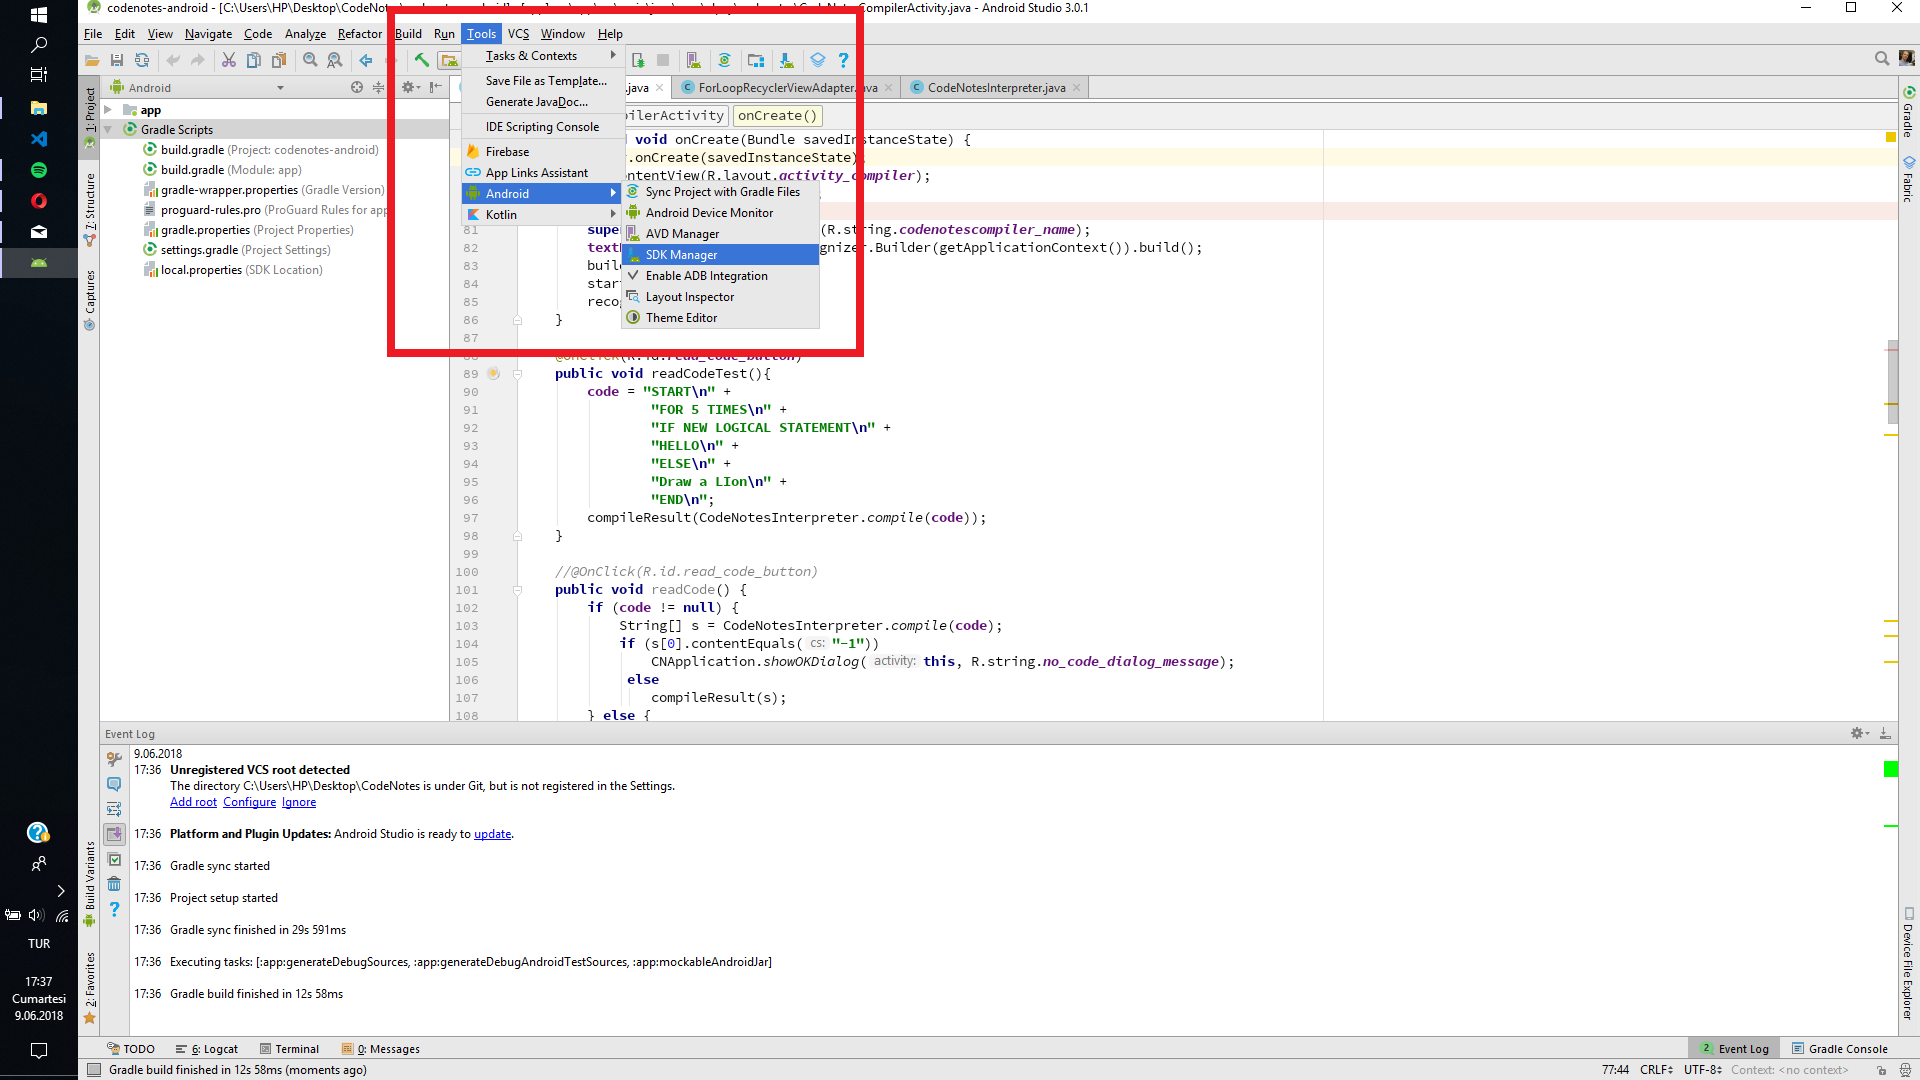 codenotes-android - [C:\Users\HP\Desktop\CodeNotes
CompilerActivity.java - Android Studio 3.0.1
File Edit View Navigate Code Analyze Refactor Build Run Tools VCS Window Help
Android
.java ForLoopRecyclerViewAdapter.java CodeNotesInterpreter.java
pilerActivity onCreate()
1: Project
7: Structure
Captures
Build Variants
2: Favorites
app
Gradle Scripts
build.gradle (Project: codenotes-android)
build.gradle (Module: app)
gradle-wrapper.properties (Gradle Version)
proguard-rules.pro (ProGuard Rules for app
gradle.properties (Project Properties)
settings.gradle (Project Settings)
local.properties (SDK Location)
Tasks & Contexts
Save File as Template...
Generate JavaDoc...
IDE Scripting Console
Firebase
App Links Assistant
Android
Kotlin
Sync Project with Gradle Files
Android Device Monitor
AVD Manager
SDK Manager
Enable ADB Integration
Layout Inspector
Theme Editor
void onCreate(Bundle savedInstanceState) {
.onCreate(savedInstanceState);
entView(R.layout.activity_compiler);
81 super (R.string.codenotescompiler_name);
82 text gnizer.Builder(getApplicationContext()).build();
83 buil
84 star
85 reco
86 }
87
88 @OnClick(R.id.read_code_button)
89 public void readCodeTest(){
90 code = "START\n" +
91 "FOR 5 TIMES\n" +
92 "IF NEW LOGICAL STATEMENT\n" +
93 "HELLO\n" +
94 "ELSE\n" +
95 "Draw a LIon\n" +
96 "END\n";
97 compileResult(CodeNotesInterpreter.compile(code));
98 }
99
100 //@OnClick(R.id.read_code_button)
101 public void readCode() {
102 if (code != null) {
103 String[] s = CodeNotesInterpreter.compile(code);
104 if (s[0].contentEquals( cs: "-1"))
105 CNApplication.showOKDialog( activity: this, R.string.no_code_dialog_message);
106 else
107 compileResult(s);
108 } else {
Gradle
Fabric
Device File Explorer
Event Log
9.06.2018
17:36 Unregistered VCS root detected
The directory C:\Users\HP\Desktop\CodeNotes is under Git, but is not registered in the Settings.
Add root Configure Ignore
17:36 Platform and Plugin Updates: Android Studio is ready to update.
17:36 Gradle sync started
17:36 Project setup started
17:36 Gradle sync finished in 29s 591ms
17:36 Executing tasks: [:app:generateDebugSources, :app:generateDebugAndroidTestSources, :app:mockableAndroidJar]
17:36 Gradle build finished in 12s 58ms
TODO 6: Logcat Terminal 0: Messages 2 Event Log Gradle Console
Gradle build finished in 12s 58ms (moments ago) 77:44 CRLF UTF-8 Context: <no context>
TUR
17:37
Cumartesi
9.06.2018